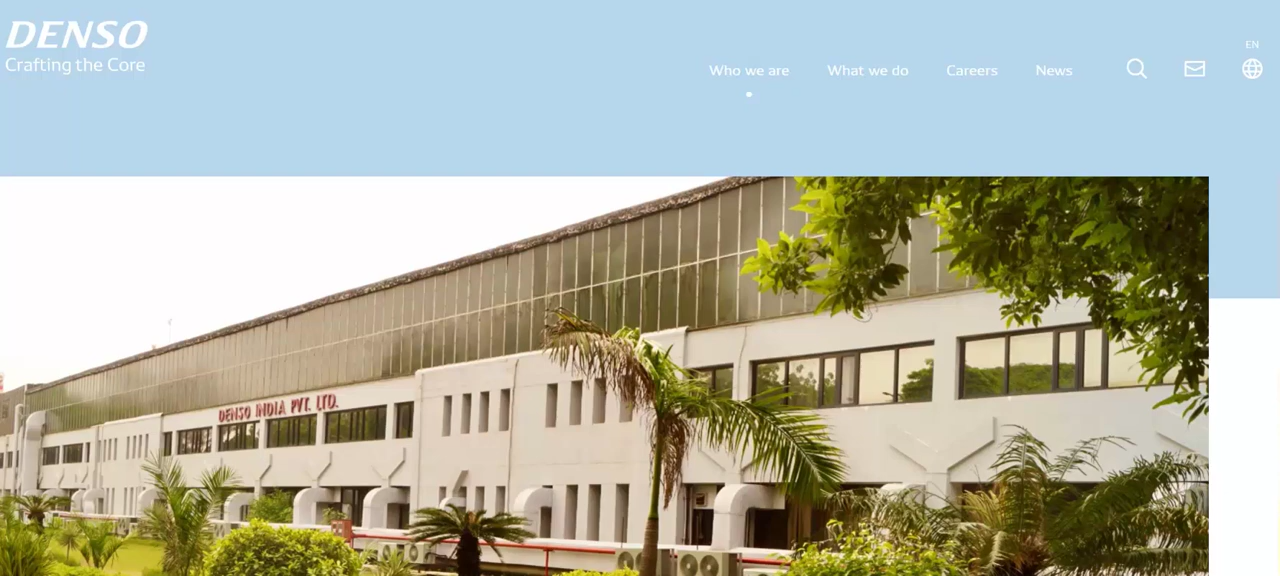 DENSO
Crafting the Core
EN
Who we are
What we do
Careers
News
DENSO INDIA PVT. LTD.